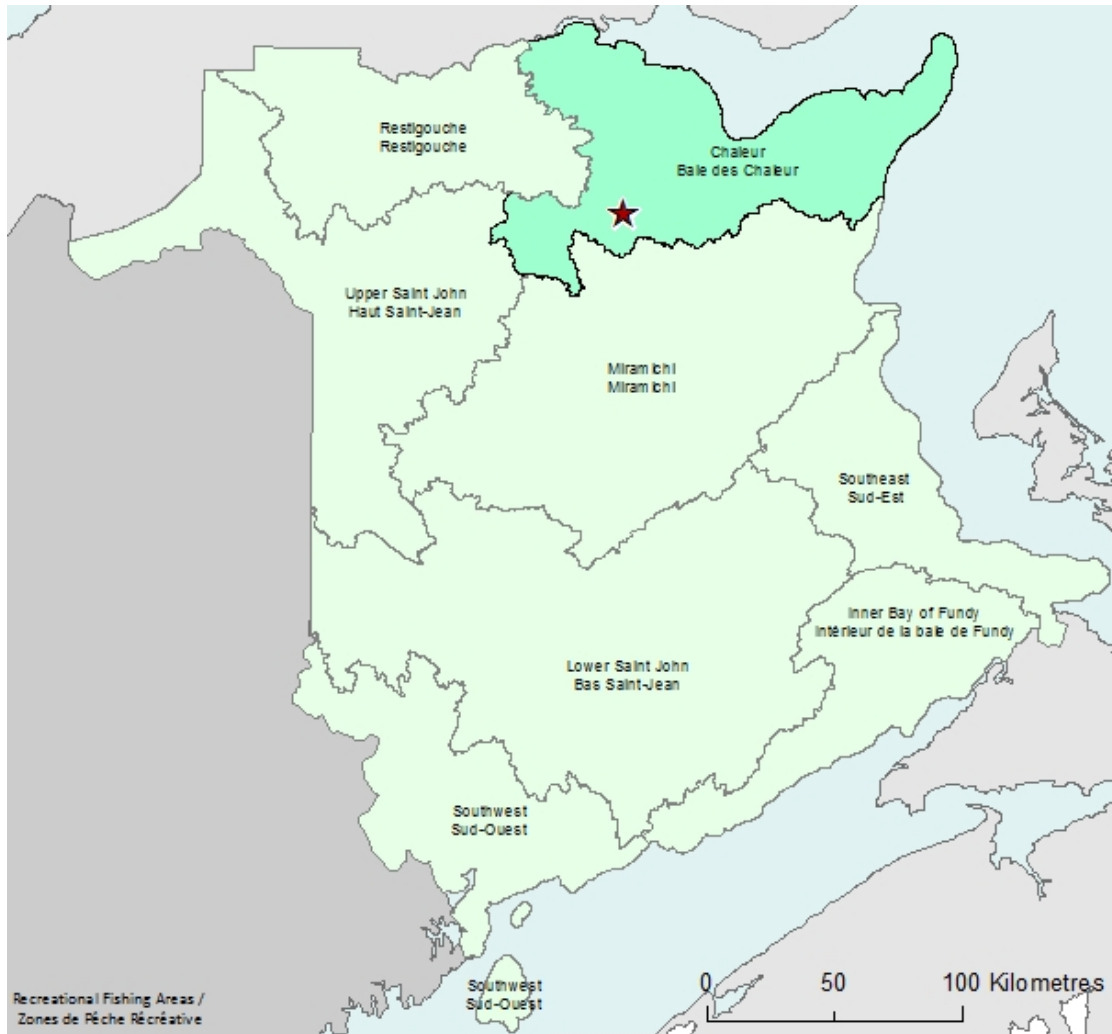 Restigouche
Restigouche
Chaleur
Baie des Chaleur
Upper Saint John
Haut Saint-Jean
Miramichi
Miramichi
Southeast
Sud-Est
Inner Bay of Fundy
Intérieur de la baie de Fundy
Lower Saint John
Bas Saint-Jean
Southwest
Sud-Ouest
Southwest
Sud-Ouest
0 50 100 Kilometres
Recreational Fishing Areas /
Zones de Pêche Récréative